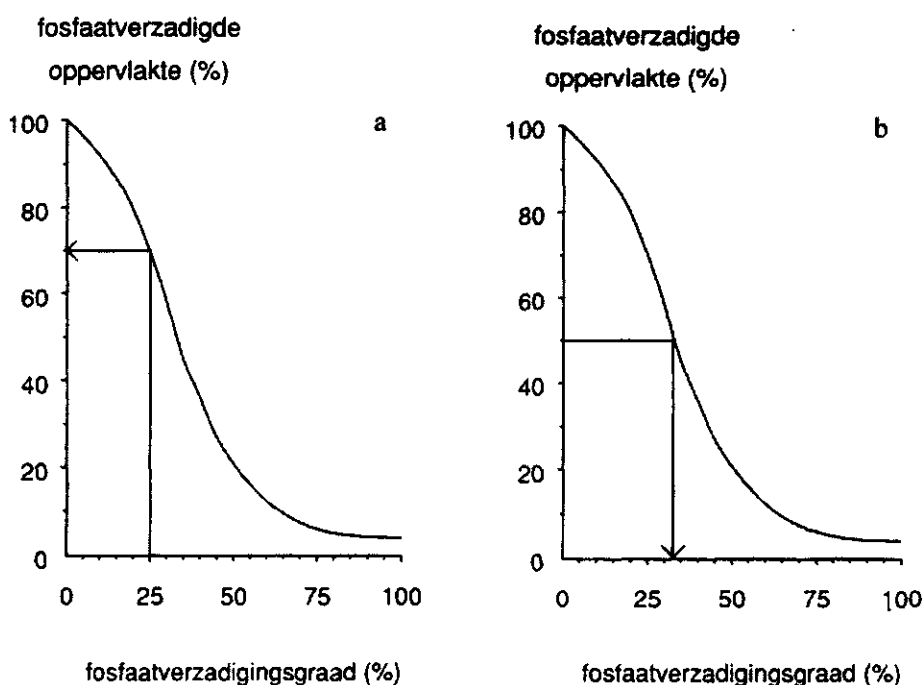 fosfaatverzadigde
oppervlakte (%)
a
100
80
60
40
20
0
0 25 50 75 100
fosfaatverzadigingsgraad (%)
fosfaatverzadigde
oppervlakte (%)
b
100
80
60
40
20
0
0 25 50 75 100
fosfaatverzadigingsgraad (%)